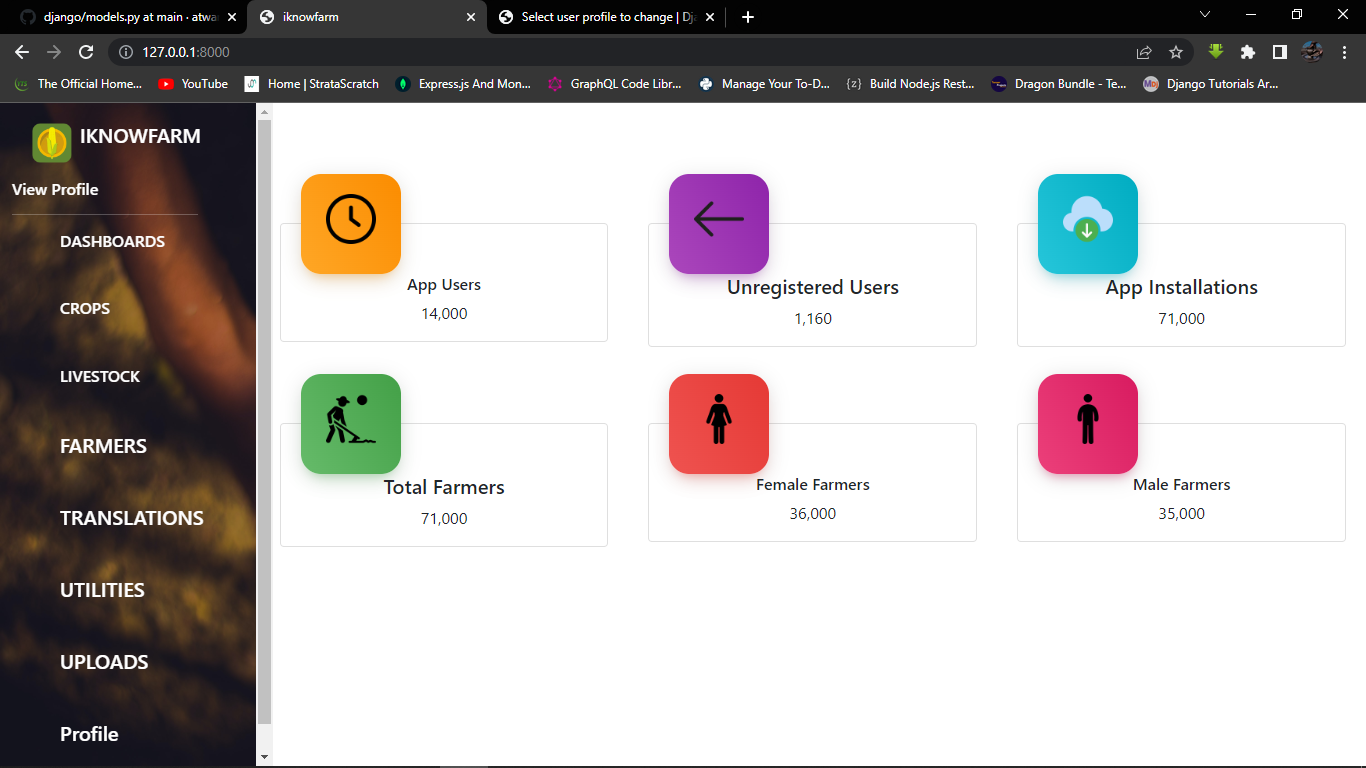 django/models.py at main · atwa
iknowfarm
Select user profile to change | Dj
127.0.0.1:8000
The Official Home...
YouTube
Home | StrataScratch
Express.js And Mon...
GraphQL Code Libr...
Manage Your To-D...
{z}
Build Node.js Rest...
Dragon Bundle - Te...
Django Tutorials Ar...
IKNOWFARM
View Profile
DASHBOARDS
CROPS
LIVESTOCK
FARMERS
TRANSLATIONS
UTILITIES
UPLOADS
Profile
App Users
14,000
Unregistered Users
1,160
App Installations
71,000
Total Farmers
71,000
Female Farmers
36,000
Male Farmers
35,000